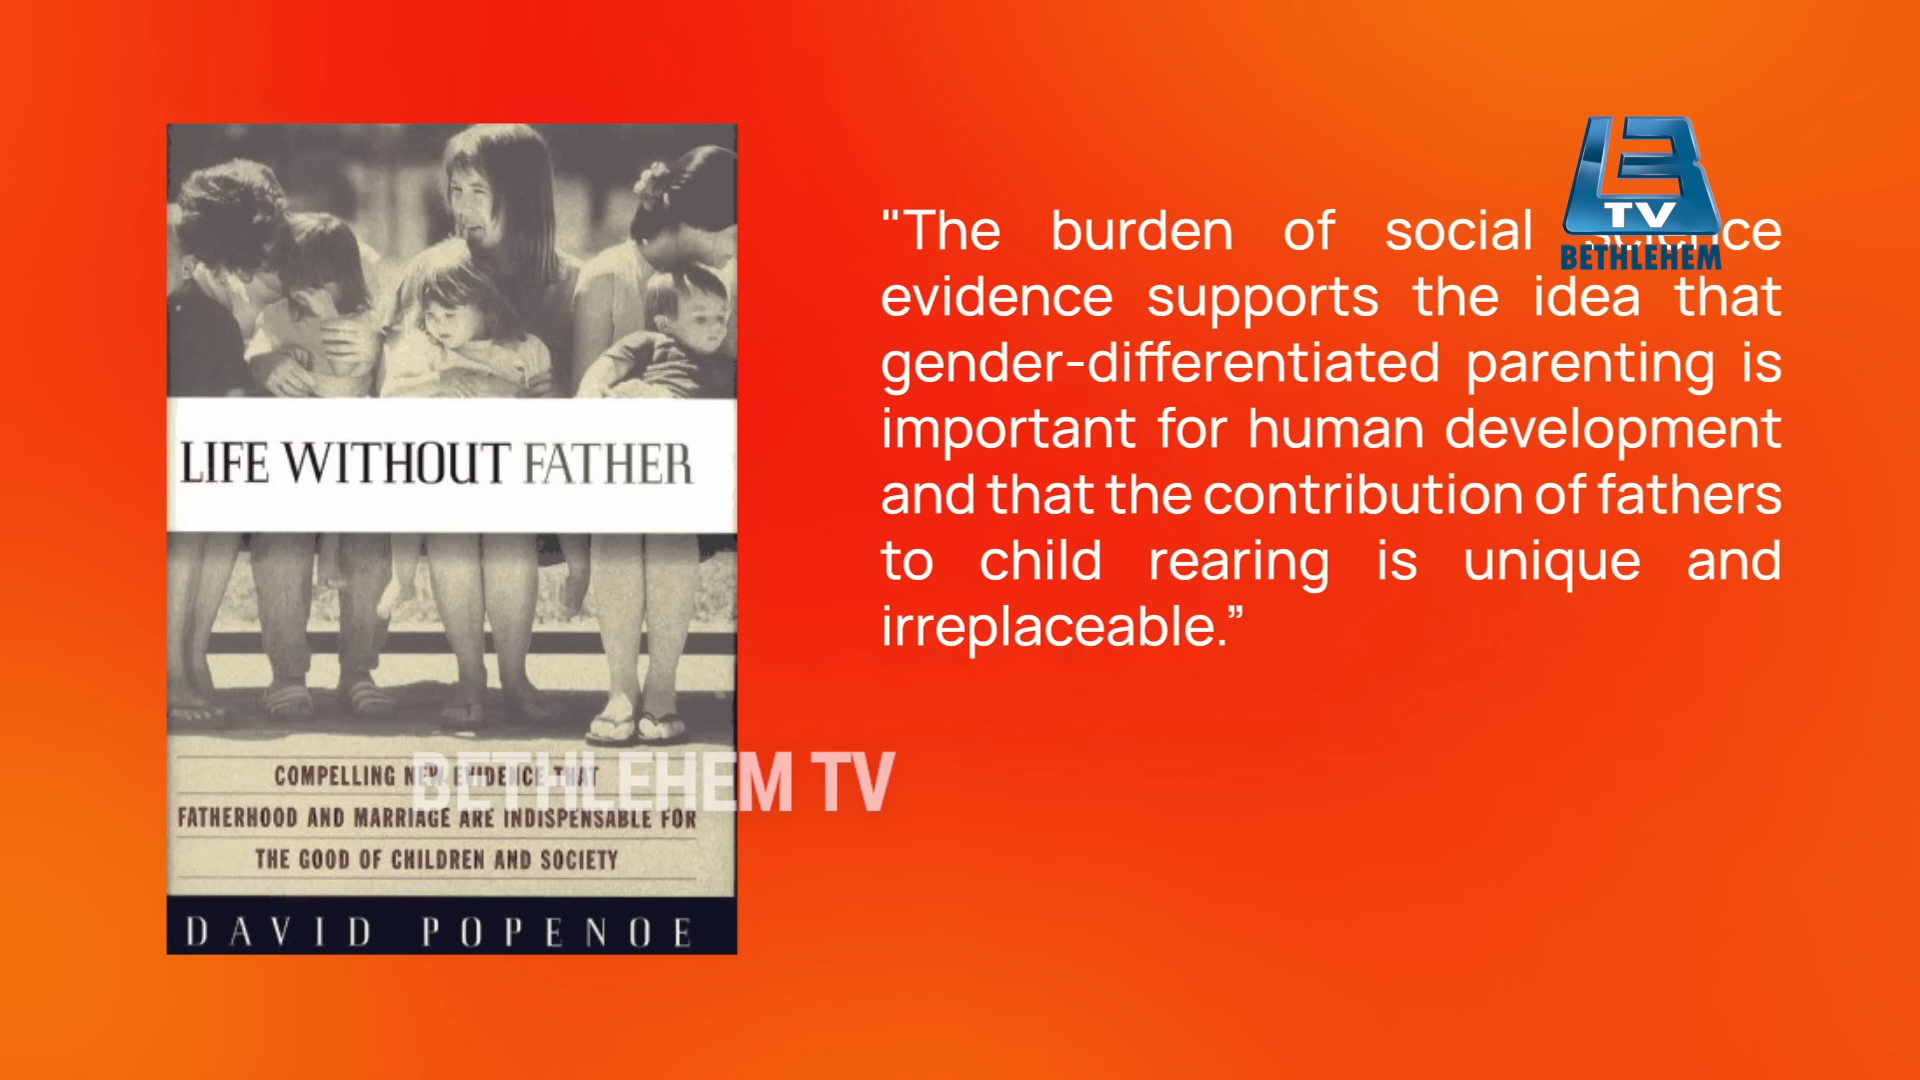 LIFE WITHOUT FATHER
COMPELLING NEW EVIDENCE THAT
FATHERHOOD AND MARRIAGE ARE INDISPENSABLE FOR
THE GOOD OF CHILDREN AND SOCIETY
DAVID POPENOE
BETHLEHEM TV
TV
BETHLEHEM
"The burden of social science
evidence supports the idea that
gender-differentiated parenting is
important for human development
and that the contribution of fathers
to child rearing is unique and
irreplaceable.”